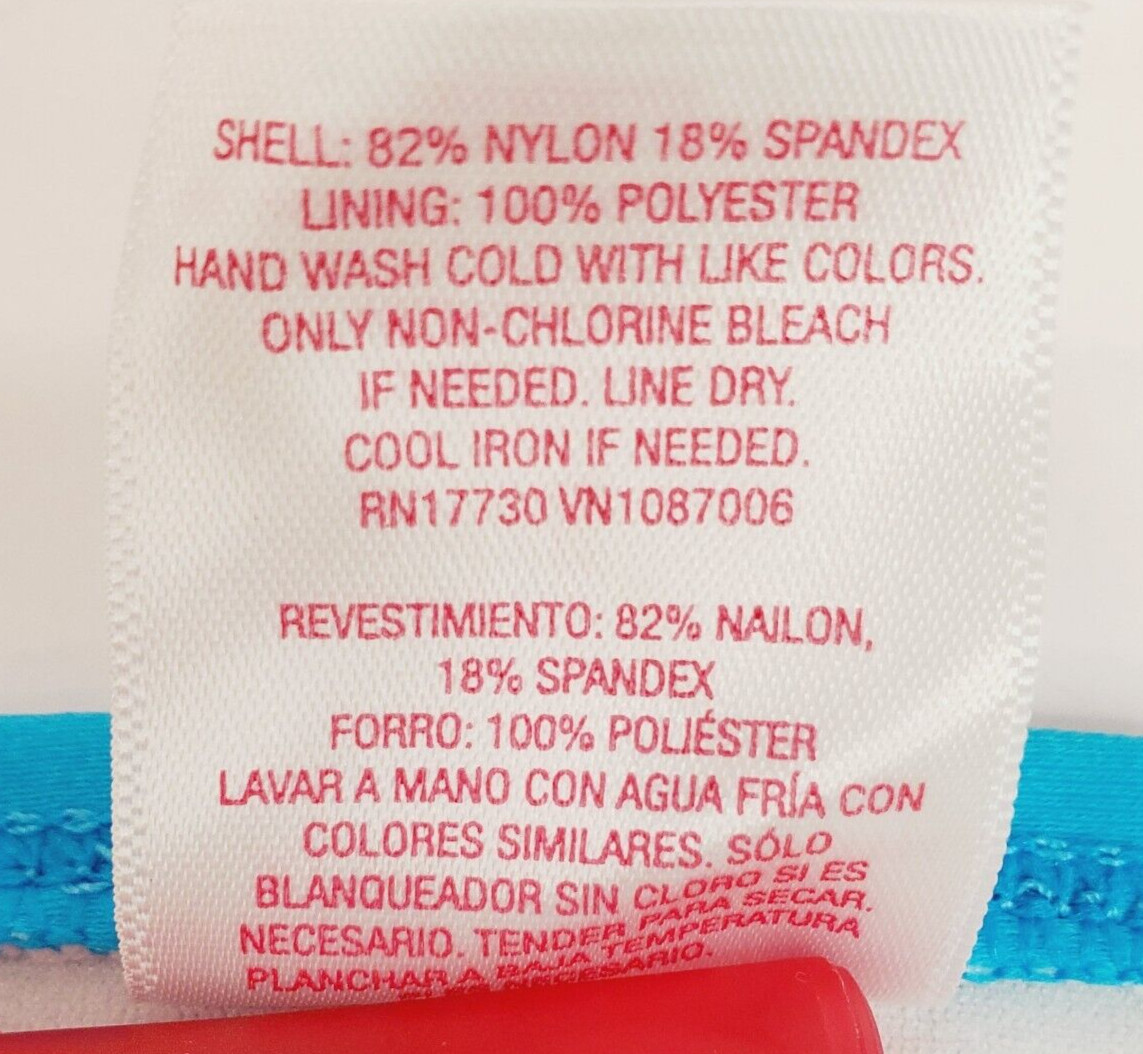 SHELL: 82% NYLON 18% SPANDEX
LINING: 100% POLYESTER
HAND WASH COLD WITH LIKE COLORS.
ONLY NON-CHLORINE BLEACH
IF NEEDED. LINE DRY.
COOL IRON IF NEEDED.
RN17730 VN1087006
REVESTIMIENTO: 82% NAILON,
18% SPANDEX
FORRO: 100% POLIÉSTER
LAVAR A MANO CON AGUA FRÍA CON
COLORES SIMILARES. SÓLO
BLANQUEADOR SIN CLORO SI ES
NECESARIO. TENDER PARA SECAR.
PLANCHAR A BAJA TEMPERATURA
NECESARIO.